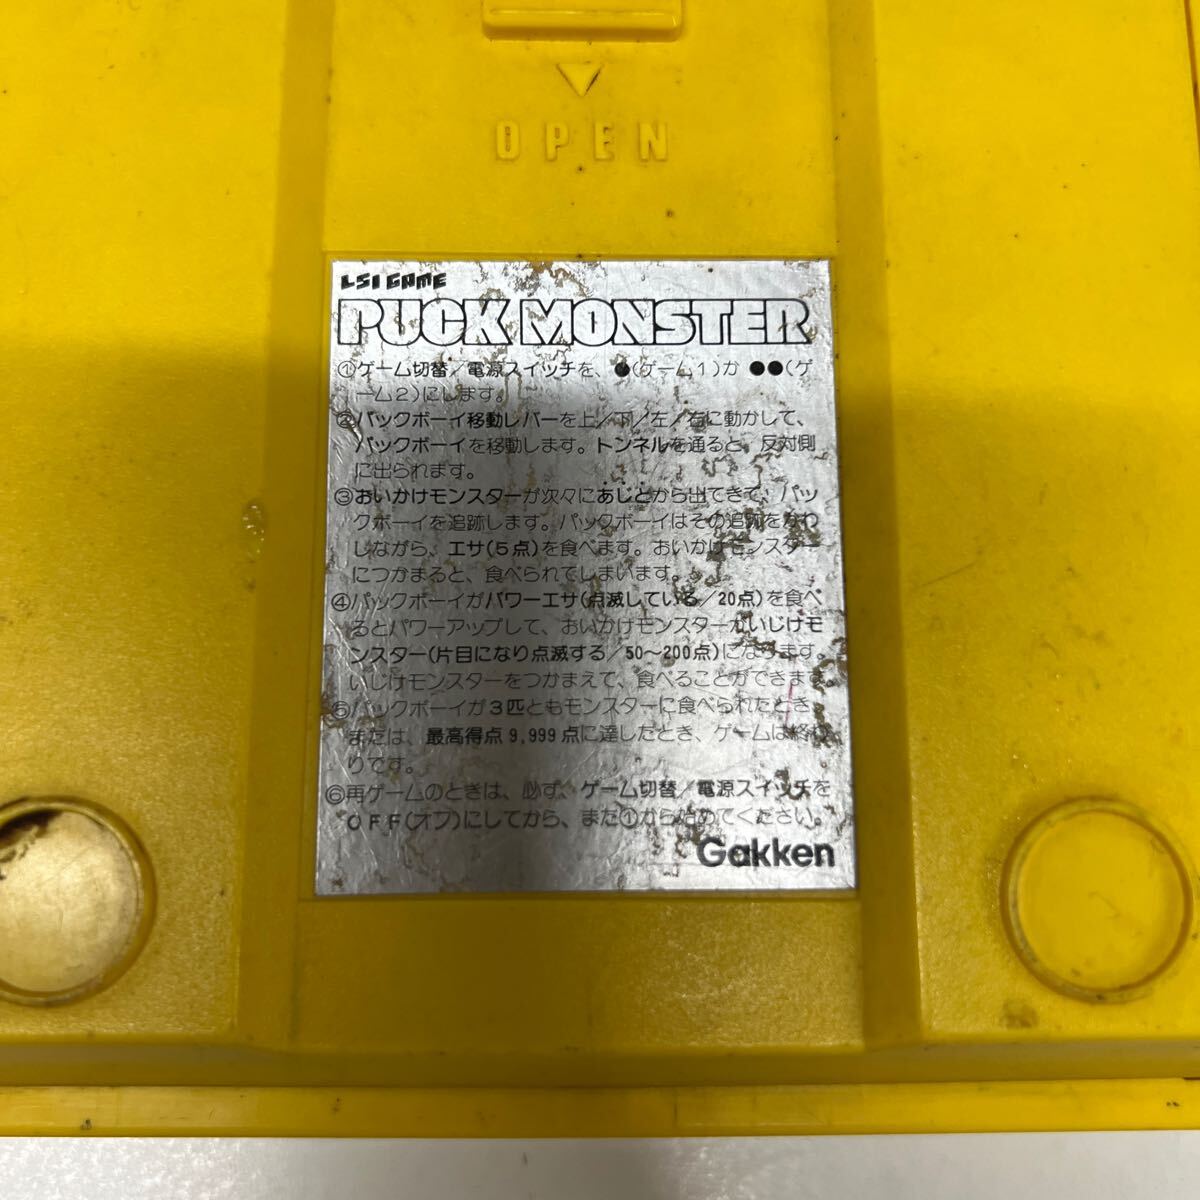 OPEN
LSI GAME
PUCK MONSTER
①ゲーム切替/電源スイッチを、●(ゲーム1)か ●●(ゲ
ーム2)にします。
②パックボーイ移動レバーを上/下/左/右に動かして、
パックボーイを移動します。トンネルを通ると、反対側
に出られます。
③おいかけモンスターが次々にあじとから出てきて、パッ
クボーイを追跡します。パックボーイはその追跡をかわ
しながら、エサ(5点)を食べます。おいかけモンスター
につかまると、食べられてしまいます。
④パックボーイがパワーエサ(点滅している/20点)を食べ
るとパワーアップして、おいかけモンスターがいじけモ
ンスター(片目になり点滅する/50〜200点)になります。
いじけモンスターをつかまえて、食べることができます。
⑤パックボーイが3匹ともモンスターに食べられたとき、
または、最高得点9,999点に達したとき、ゲームは終わ
りです。
⑥再ゲームのときは、必ず、ゲーム切替/電源スイッチを
OFF(オフ)にしてから、また①から始めてください。
Gakken